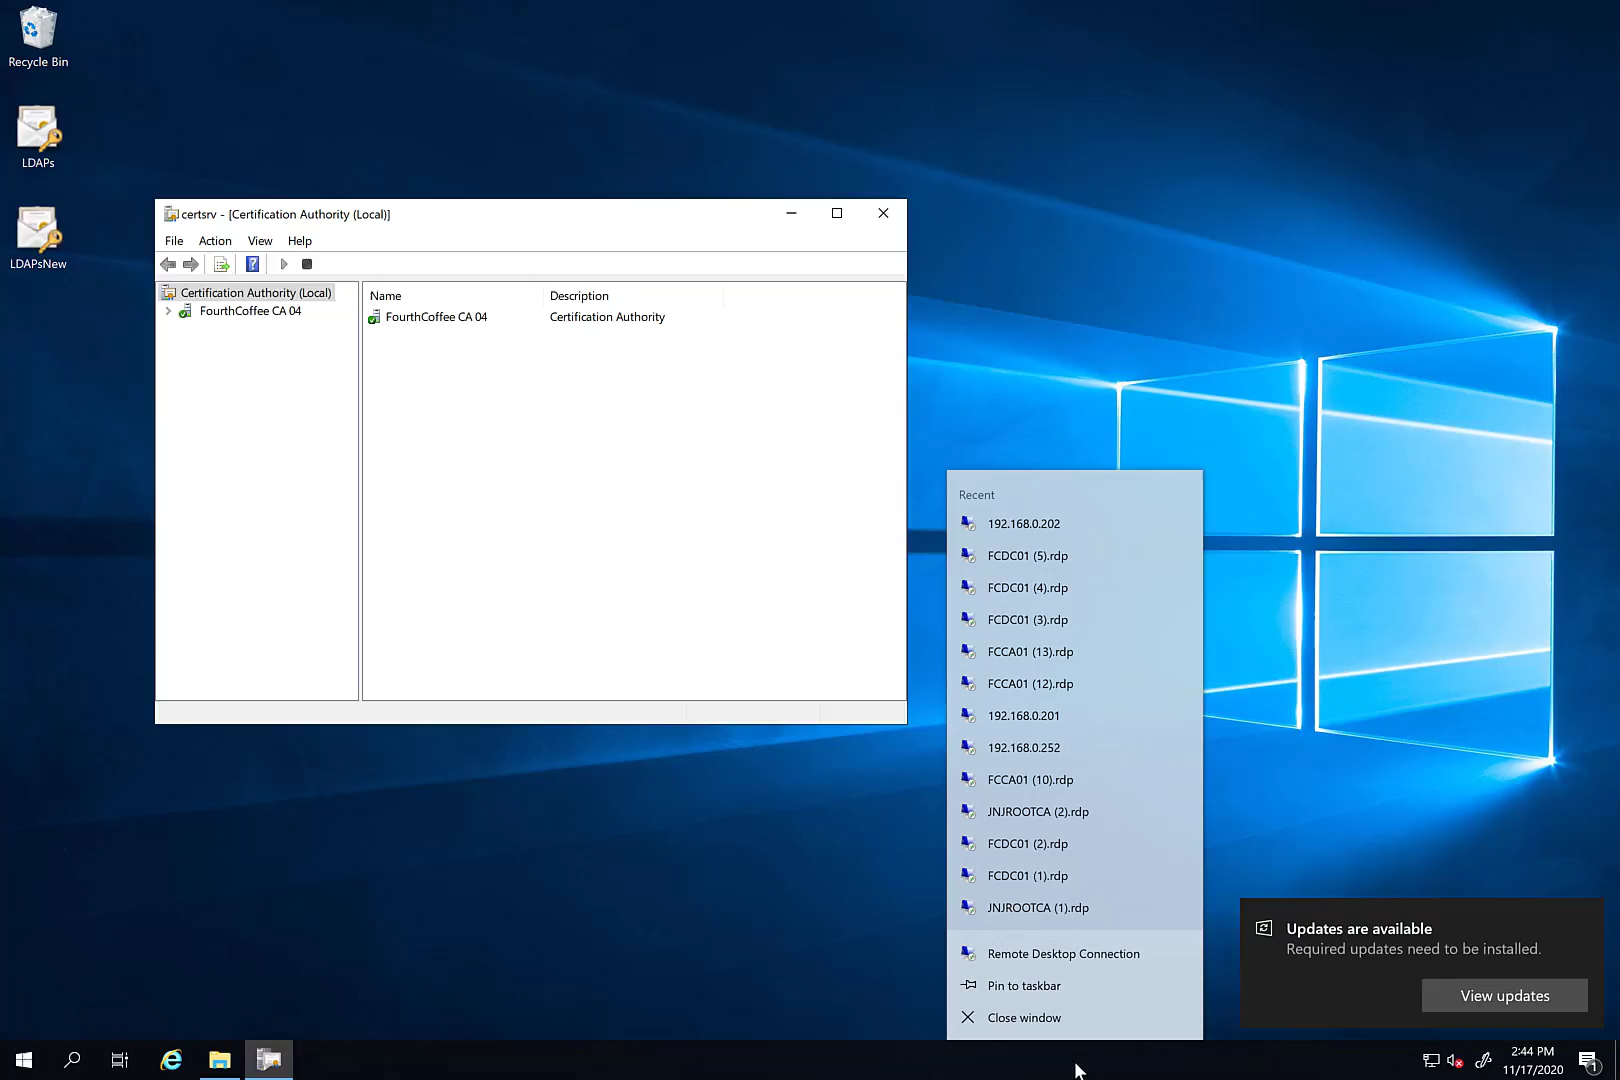 Recycle Bin
LDAPs
LDAPsNew
certsrv - [Certification Authority (Local)]
File Action View Help
Certification Authority (Local)
FourthCoffee CA 04
Name Description
FourthCoffee CA 04 Certification Authority
Recent
192.168.0.202
FCDC01 (5).rdp
FCDC01 (4).rdp
FCDC01 (3).rdp
FCCA01 (13).rdp
FCCA01 (12).rdp
192.168.0.201
192.168.0.252
FCCA01 (10).rdp
JNJROOTCA (2).rdp
FCDC01 (2).rdp
FCDC01 (1).rdp
JNJROOTCA (1).rdp
Remote Desktop Connection
Pin to taskbar
Close window
Updates are available
Required updates need to be installed.
View updates
2:44 PM
11/17/2020
1